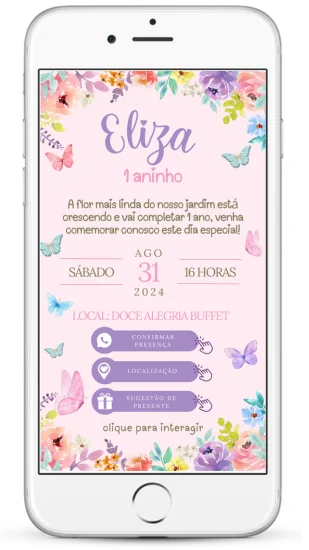 Eliza
1 aninho
A flor mais linda do nosso jardim está
crescendo e vai completar 1 ano, venha
comemorar conosco este dia especial!
AGO
SÁBADO 31 16 HORAS
2024
LOCAL: DOCE ALEGRIA BUFFET
CONFIRMAR
PRESENÇA
LOCALIZAÇÃO
SUGESTÃO DE
PRESENTE
clique para interagir